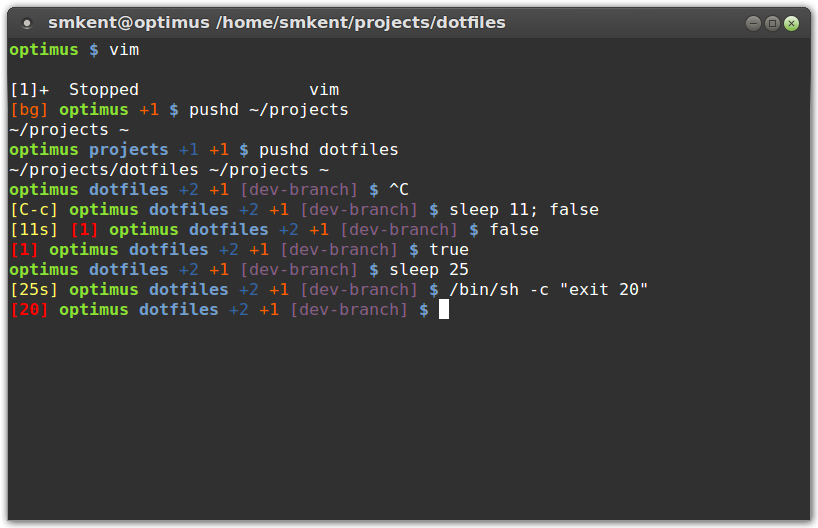 smkent@optimus /home/smkent/projects/dotfiles
optimus $ vim
[1]+  Stopped                 vim
[bg] optimus +1 $ pushd ~/projects
~/projects ~
optimus projects +1 +1 $ pushd dotfiles
~/projects/dotfiles ~/projects ~
optimus dotfiles +2 +1 [dev-branch] $ ^C
[C-c] optimus dotfiles +2 +1 [dev-branch] $ sleep 11; false
[11s] [1] optimus dotfiles +2 +1 [dev-branch] $ false
[1] optimus dotfiles +2 +1 [dev-branch] $ true
optimus dotfiles +2 +1 [dev-branch] $ sleep 25
[25s] optimus dotfiles +2 +1 [dev-branch] $ /bin/sh -c "exit 20"
[20] optimus dotfiles +2 +1 [dev-branch] $